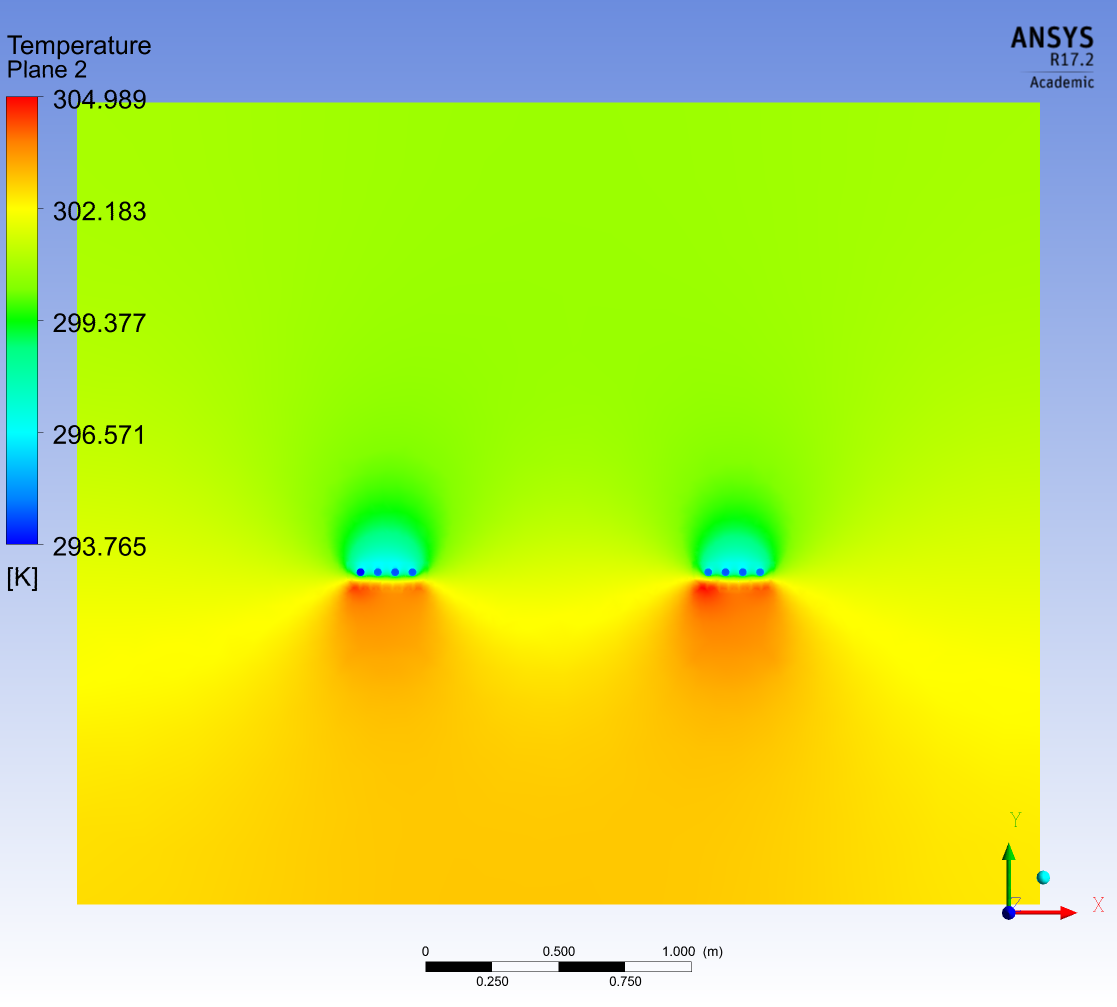 Temperature
Plane 2
304.989
302.183
299.377
296.571
293.765
[K]
ANSYS
R17.2
Academic
Y
Z
X
0 0.500 1.000 (m)
0.250 0.750